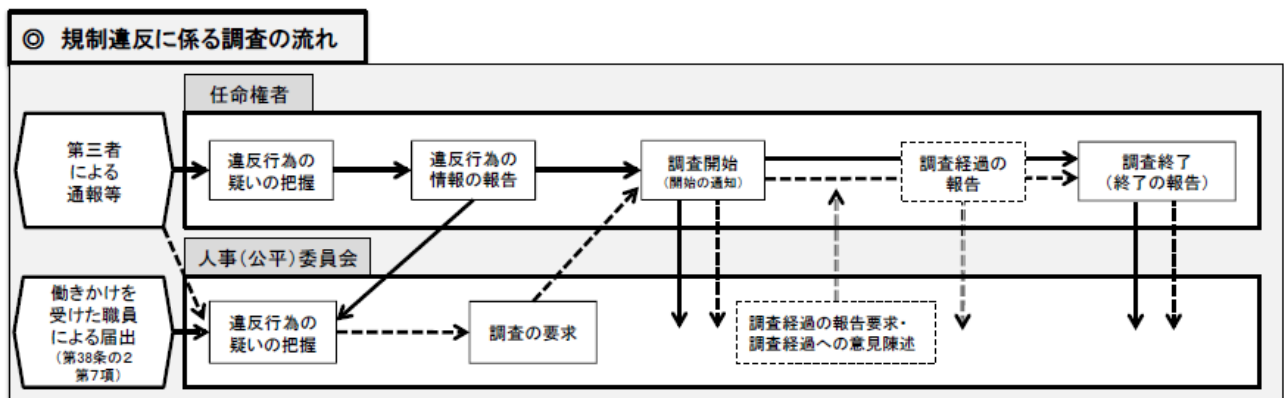 ◎ 規制違反に係る調査の流れ
任命権者
第三者
による
通報等
違反行為の
疑いの把握
違反行為の
情報の報告
調査開始
(開始の通知)
調査経過の
報告
調査終了
(終了の報告)
人事(公平)委員会
働きかけを
受けた職員
による届出
(第38条の2
第7項)
違反行為の
疑いの把握
調査の要求
調査経過の報告要求・
調査経過への意見陳述